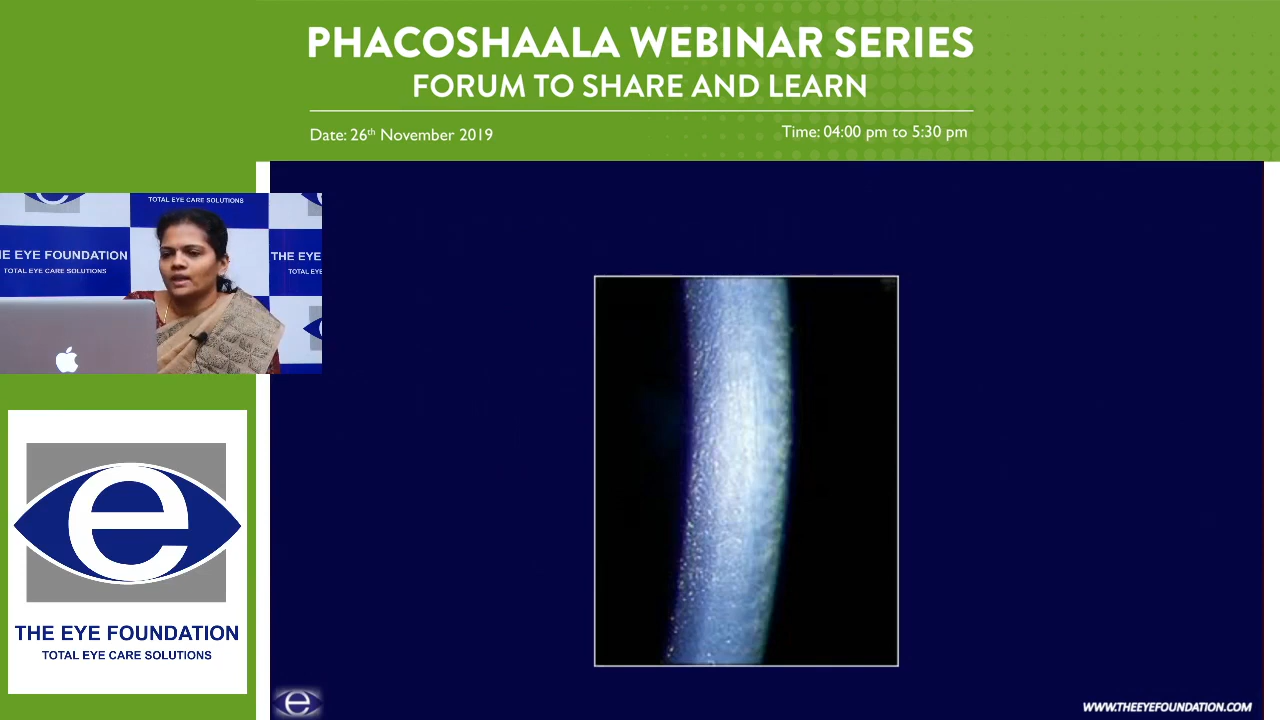 PHACOSHAALA WEBINAR SERIES
FORUM TO SHARE AND LEARN
Date: 26th November 2019
Time: 04:00 pm to 5:30 pm
TOTAL EYE CARE SOLUTIONS
THE EYE FOUNDATION
TOTAL EYE CARE SOLUTIONS
THE EYE
TOTAL EYE
e
THE EYE FOUNDATION
TOTAL EYE CARE SOLUTIONS
e
WWW.THEEYEFOUNDATION.COM